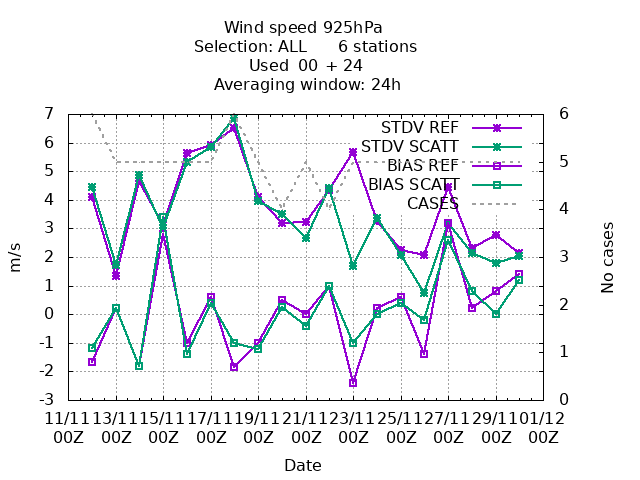 Wind speed 925hPa
Selection: ALL      6 stations
Used  00  + 24
Averaging window: 24h
7
6
5
4
3
2
1
0
-1
-2
-3
m/s
6
5
4
3
2
1
0
No cases
STDV REF
STDV SCATT
BIAS REF
BIAS SCATT
CASES
11/11 13/11 15/11 17/11 19/11 21/11 23/11 25/11 27/11 29/11 01/12
00Z 00Z 00Z 00Z 00Z 00Z 00Z 00Z 00Z 00Z 00Z
Date